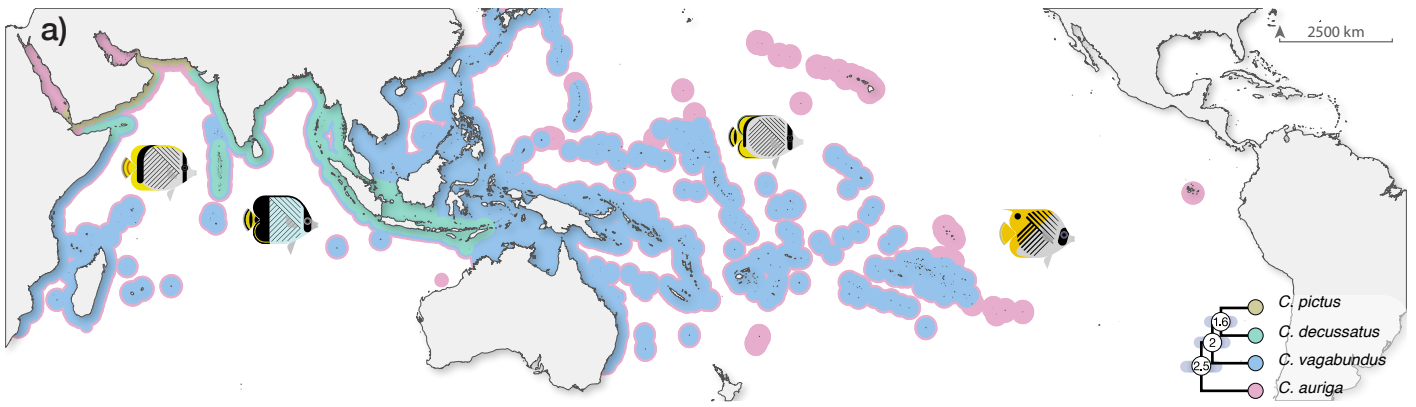 a)
2500 km
C. pictus
1.6
C. decussatus
2
C. vagabundus
2.5
C. auriga